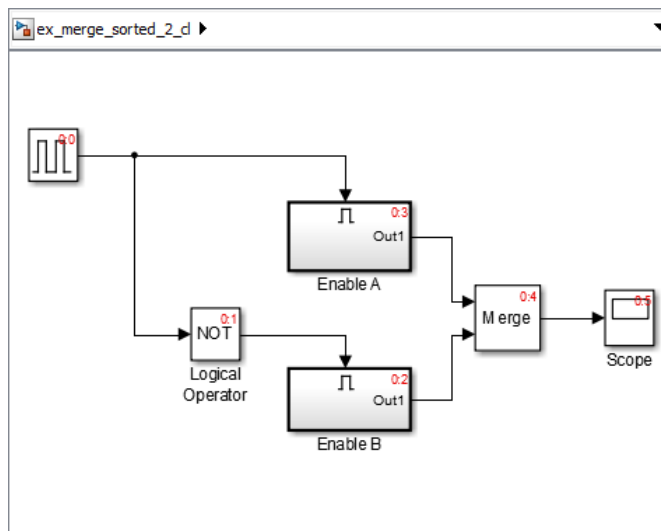 ex_merge_sorted_2_cl
0:0
0:3
Out1
Enable A
0:1
NOT
Logical
Operator
0:2
Out1
Enable B
0:4
Merge
0:5
Scope